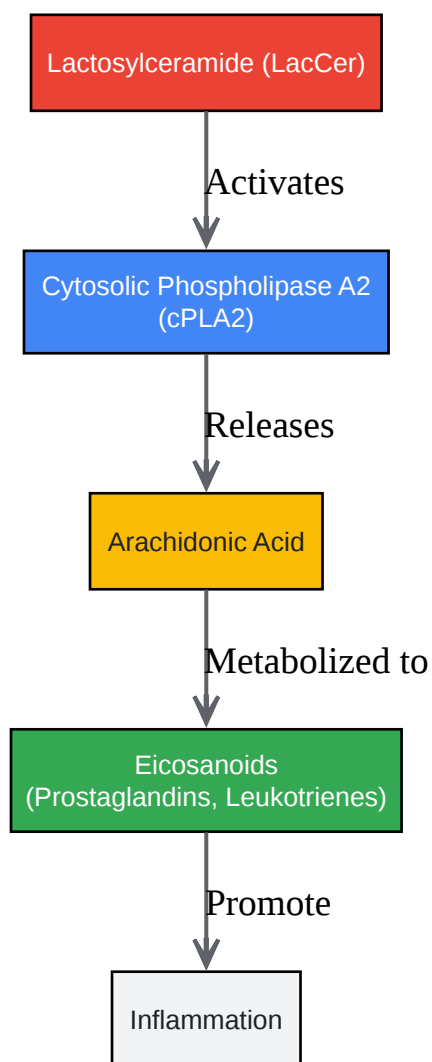 Lactosylceramide (LacCer)
Activates
Cytosolic Phospholipase A2
(cPLA2)
Releases
Arachidonic Acid
Metabolized to
Eicosanoids
(Prostaglandins, Leukotrienes)
Promote
Inflammation